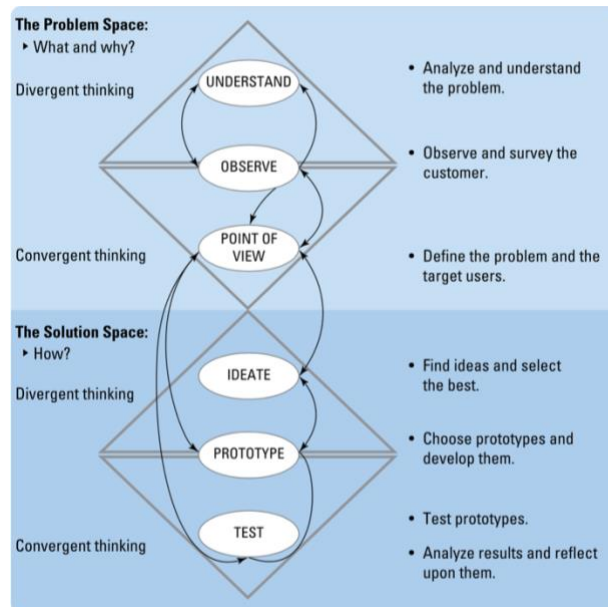 The Problem Space:
‣ What and why?
Divergent thinking
UNDERSTAND
• Analyze and understand
the problem.
OBSERVE
• Observe and survey the
customer.
Convergent thinking
POINT OF
VIEW
• Define the problem and the
target users.
The Solution Space:
‣ How?
Divergent thinking
IDEATE
• Find ideas and select
the best.
PROTOTYPE
• Choose prototypes and
develop them.
Convergent thinking
TEST
• Test prototypes.
• Analyze results and reflect
upon them.